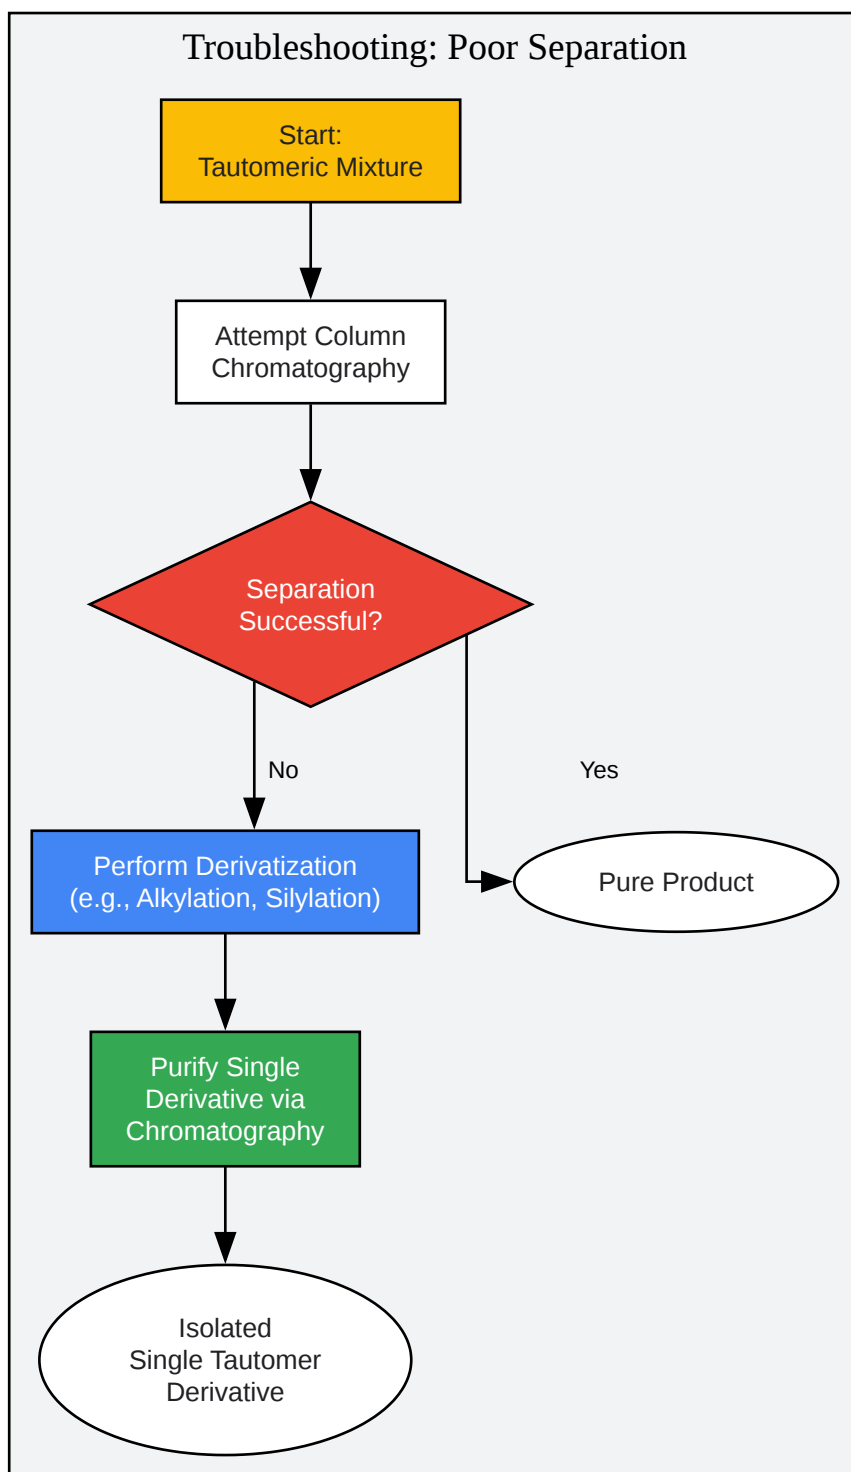 Troubleshooting: Poor Separation
Start:
Tautomeric Mixture
Attempt Column
Chromatography
Separation
Successful?
No
Yes
Perform Derivatization
(e.g., Alkylation, Silylation)
Pure Product
Purify Single
Derivative via
Chromatography
Isolated
Single Tautomer
Derivative